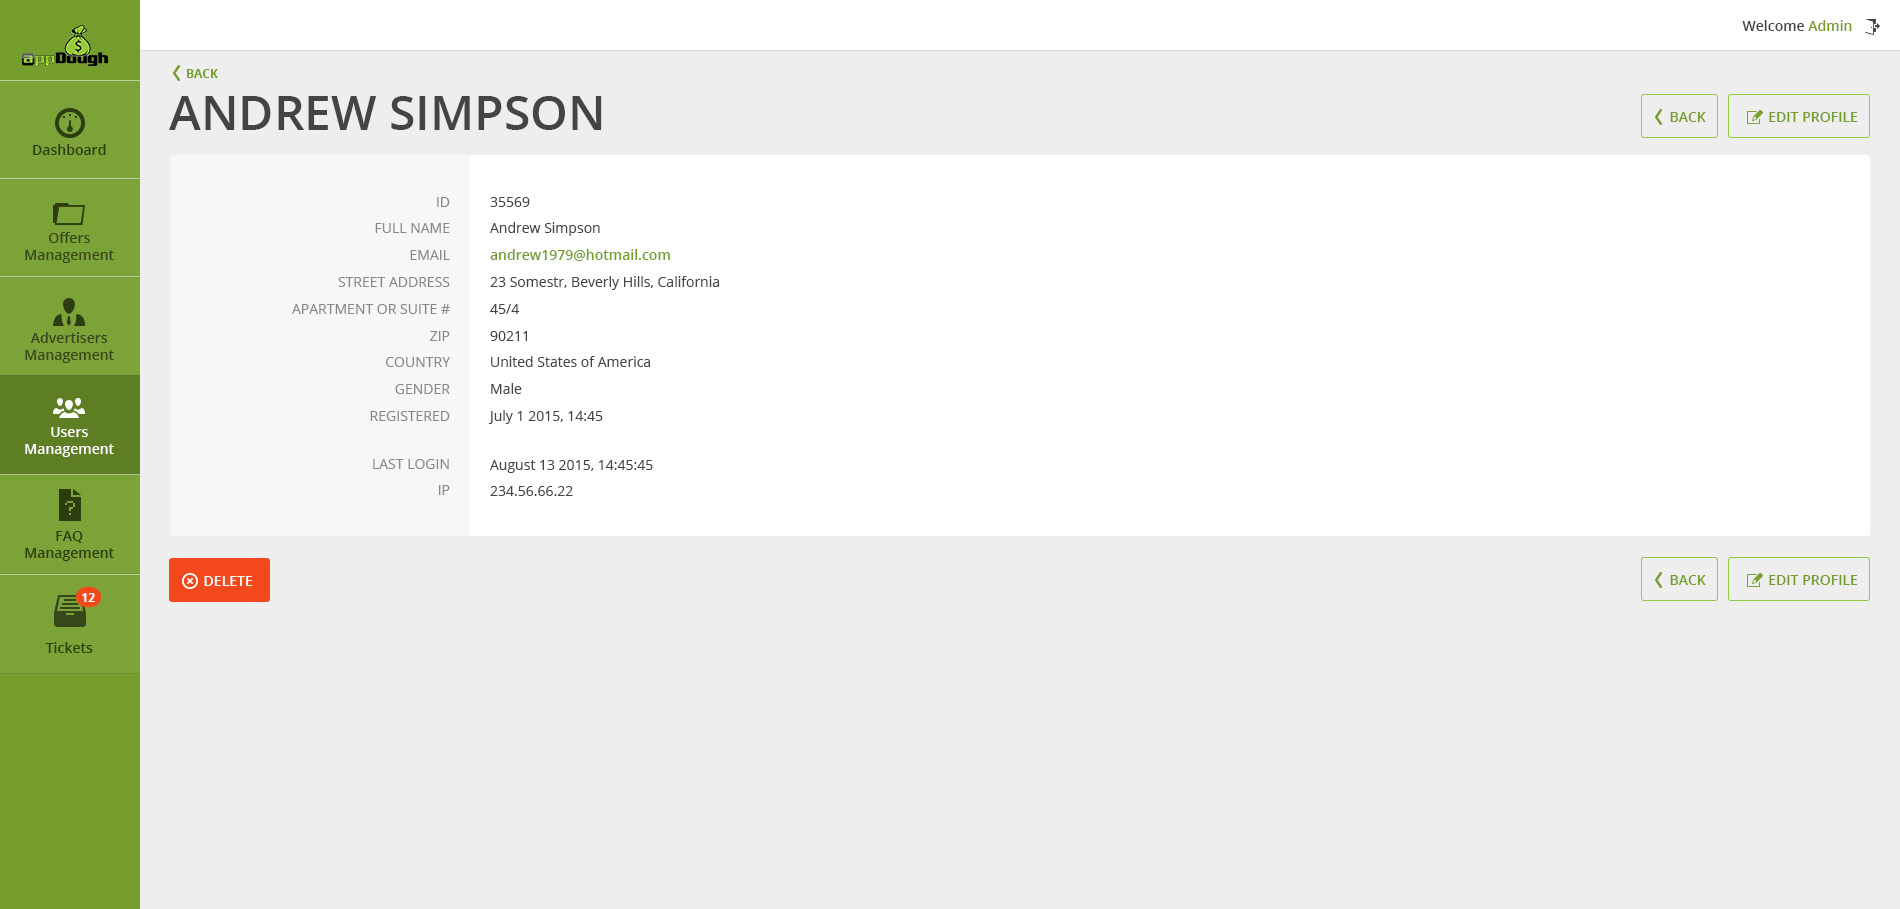 appDough
Welcome Admin
Dashboard
Offers
Management
Advertisers
Management
Users
Management
FAQ
Management
12
Tickets
BACK
ANDREW SIMPSON
BACK
EDIT PROFILE
ID 35569
FULL NAME Andrew Simpson
EMAIL andrew1979@hotmail.com
STREET ADDRESS 23 Somestr, Beverly Hills, California
APARTMENT OR SUITE # 45/4
ZIP 90211
COUNTRY United States of America
GENDER Male
REGISTERED July 1 2015, 14:45
LAST LOGIN August 13 2015, 14:45:45
IP 234.56.66.22
DELETE
BACK
EDIT PROFILE